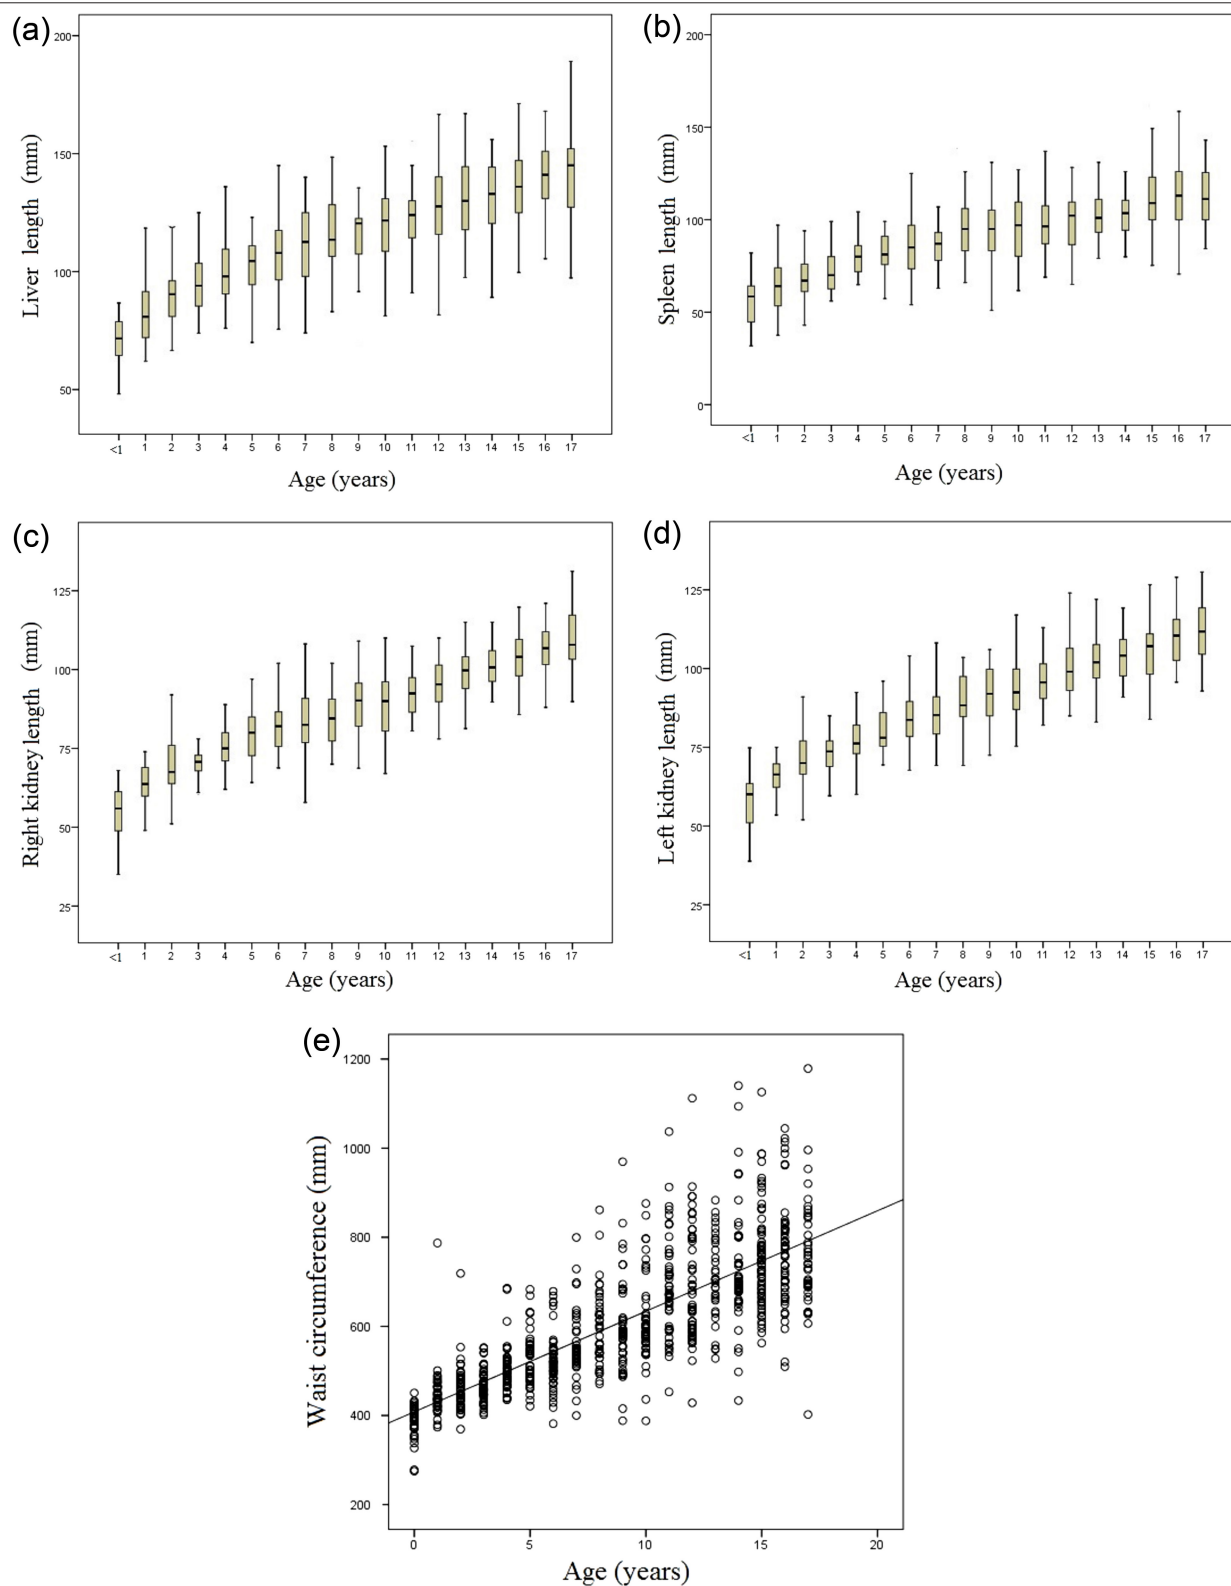 (a)
200
150
100
50
Liver length (mm)
<1 1 2 3 4 5 6 7 8 9 10 11 12 13 14 15 16 17
Age (years)
(b)
200
150
100
50
0
Spleen length (mm)
<1 1 2 3 4 5 6 7 8 9 10 11 12 13 14 15 16 17
Age (years)
(c)
125
100
75
50
25
Right kidney length (mm)
<1 1 2 3 4 5 6 7 8 9 10 11 12 13 14 15 16 17
Age (years)
(d)
125
100
75
50
25
Left kidney length (mm)
<1 1 2 3 4 5 6 7 8 9 10 11 12 13 14 15 16 17
Age (years)
(e)
1200
1000
800
600
400
200
Waist circumference (mm)
0 5 10 15 20
Age (years)